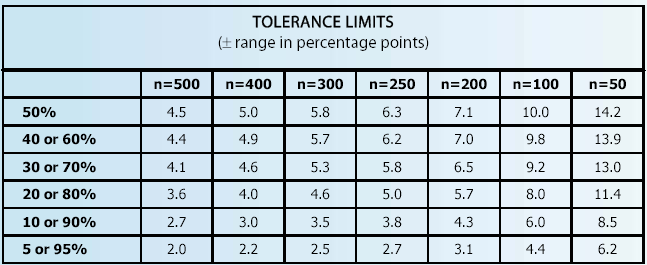 TOLERANCE LIMITS
(± range in percentage points)
n=500 n=400 n=300 n=250 n=200 n=100 n=50
50% 4.5 5.0 5.8 6.3 7.1 10.0 14.2
40 or 60% 4.4 4.9 5.7 6.2 7.0 9.8 13.9
30 or 70% 4.1 4.6 5.3 5.8 6.5 9.2 13.0
20 or 80% 3.6 4.0 4.6 5.0 5.7 8.0 11.4
10 or 90% 2.7 3.0 3.5 3.8 4.3 6.0 8.5
5 or 95% 2.0 2.2 2.5 2.7 3.1 4.4 6.2